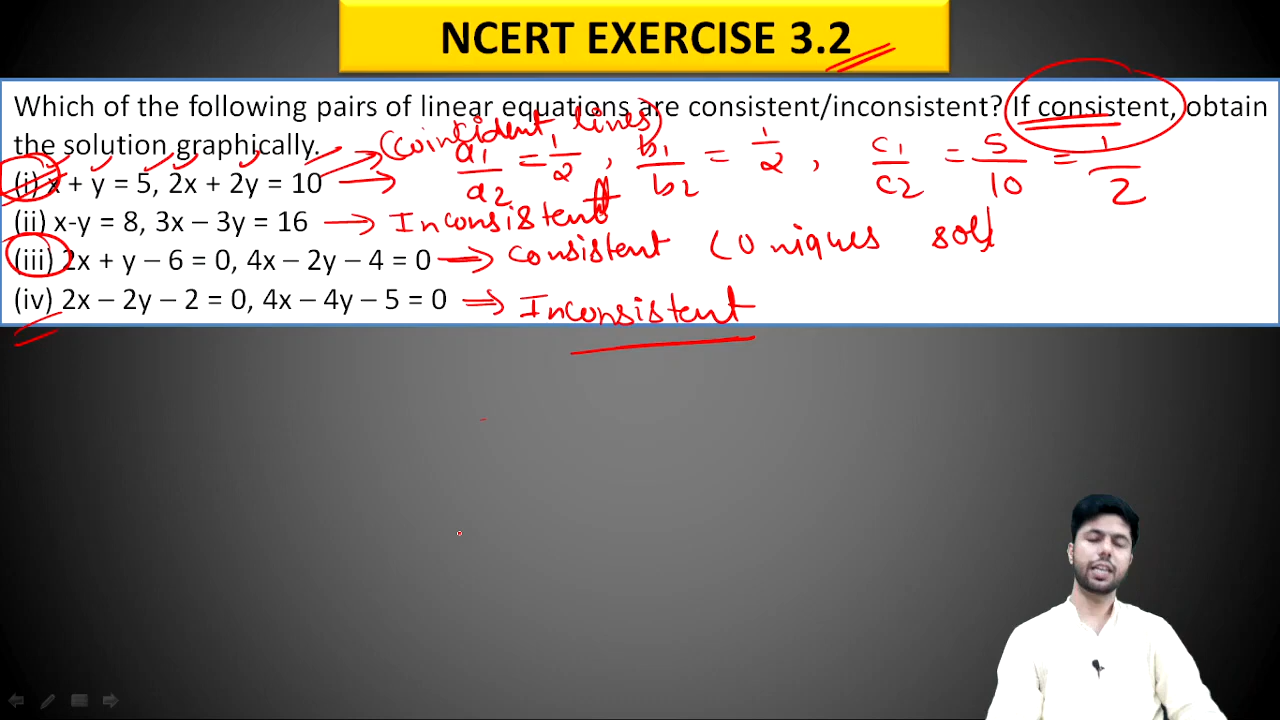 NCERT EXERCISE 3.2
Which of the following pairs of linear equations are consistent/inconsistent? If consistent, obtain
the solution graphically. → (Coincident lines)
(i) x + y = 5, 2x + 2y = 10 → a1/a2 = 1/2, b1/b2 = 1/2, c1/c2 = 5/10 = 1/2
(ii) x-y = 8, 3x – 3y = 16 → Inconsistent
(iii) 2x + y – 6 = 0, 4x – 2y – 4 = 0 → consistent (Uniques sol
(iv) 2x – 2y – 2 = 0, 4x – 4y – 5 = 0 ⇒ Inconsistent